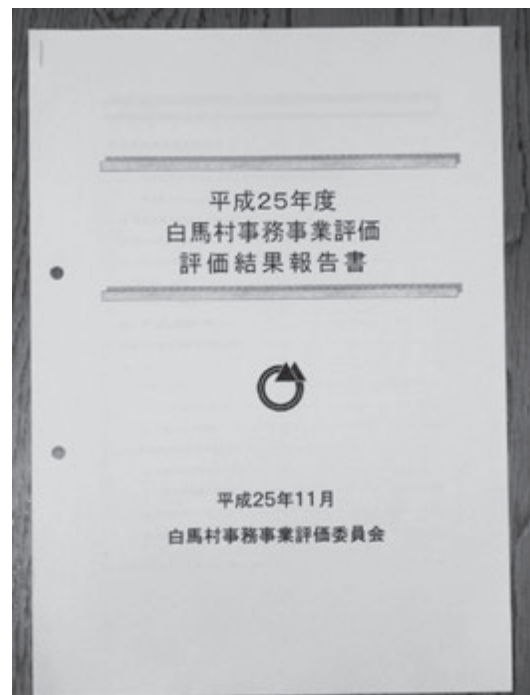 平成25年度
白馬村事務事業評価
評価結果報告書
平成25年11月
白馬村事務事業評価委員会